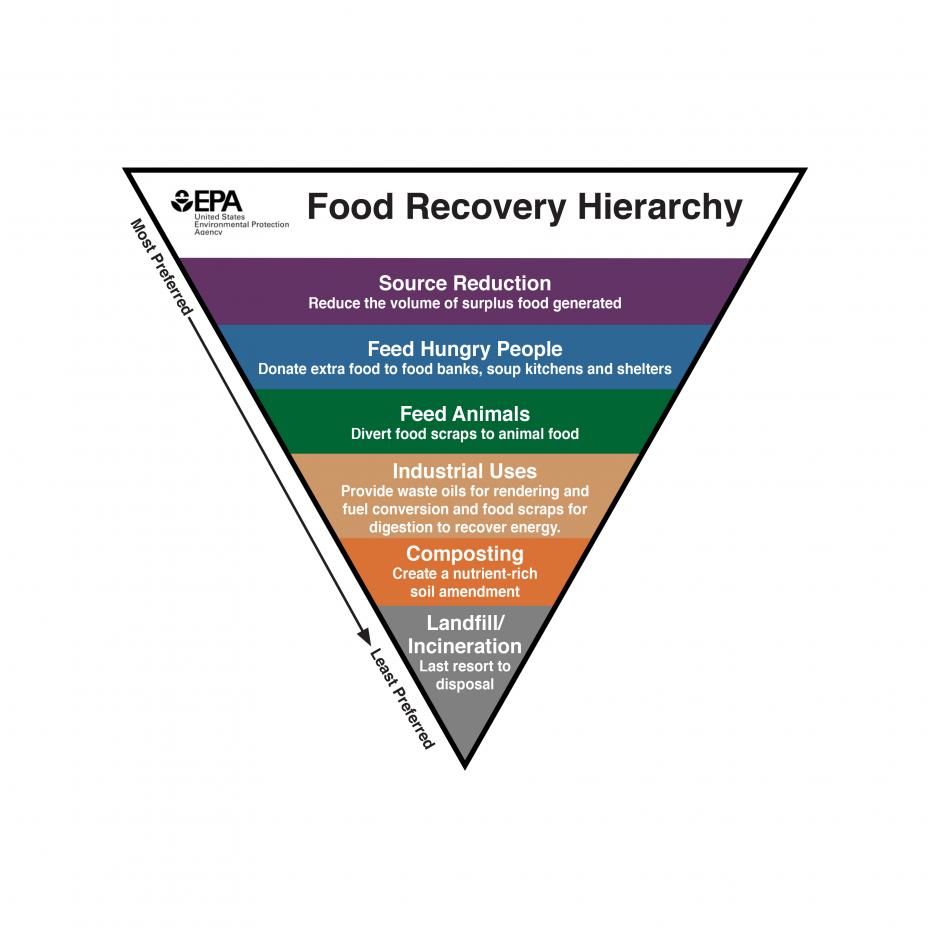 EPA
United States
Environmental Protection
Agency
Food Recovery Hierarchy
Most Preferred
Source Reduction
Reduce the volume of surplus food generated
Feed Hungry People
Donate extra food to food banks, soup kitchens and shelters
Feed Animals
Divert food scraps to animal food
Industrial Uses
Provide waste oils for rendering and
fuel conversion and food scraps for
digestion to recover energy.
Composting
Create a nutrient-rich
soil amendment
Landfill/
Incineration
Last resort to
disposal
Least Preferred